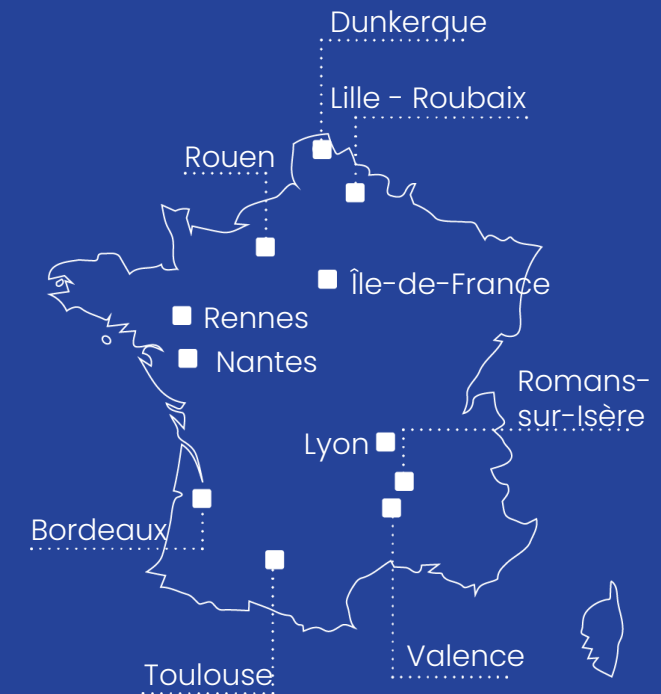 Dunkerque
Lille - Roubaix
Rouen
Île-de-France
Rennes
Nantes
Romans-
sur-Isère
Lyon
Bordeaux
Valence
Toulouse